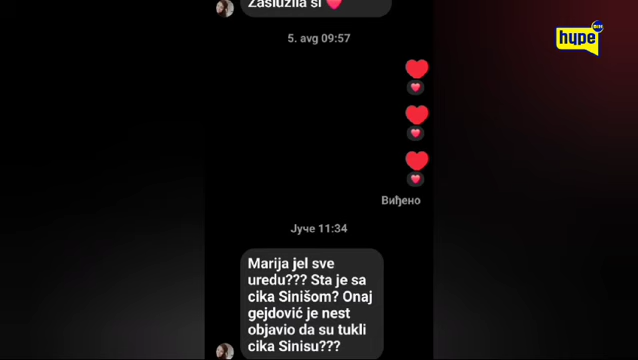 Zaslužila si
5. avg 09:57
Виђено
Јуче 11:34
Marija jel sve
uredu??? Sta je sa
cika Sinišom? Onaj
gejdović je nest
objavio da su tukli
cika Sinisu???
hype
BIH